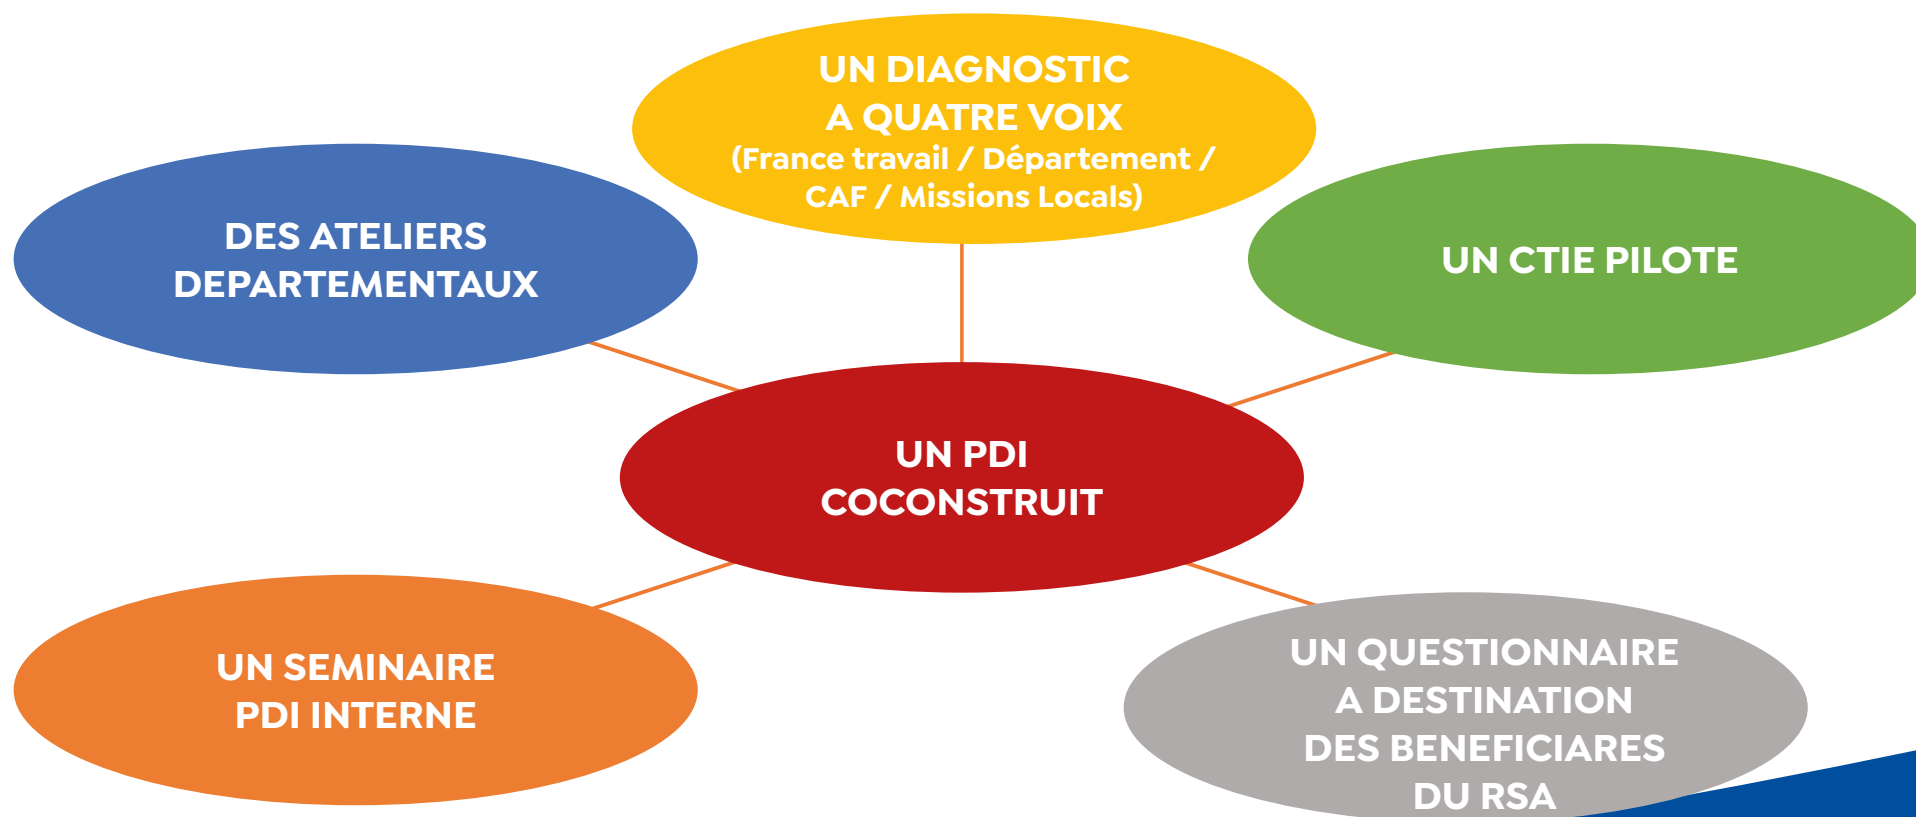 UN DIAGNOSTIC
A QUATRE VOIX
(France travail / Département /
CAF / Missions Locals)
DES ATELIERS
DEPARTEMENTAUX
UN CTIE PILOTE
UN PDI
COCONSTRUIT
UN SEMINAIRE
PDI INTERNE
UN QUESTIONNAIRE
A DESTINATION
DES BENEFICIARES
DU RSA